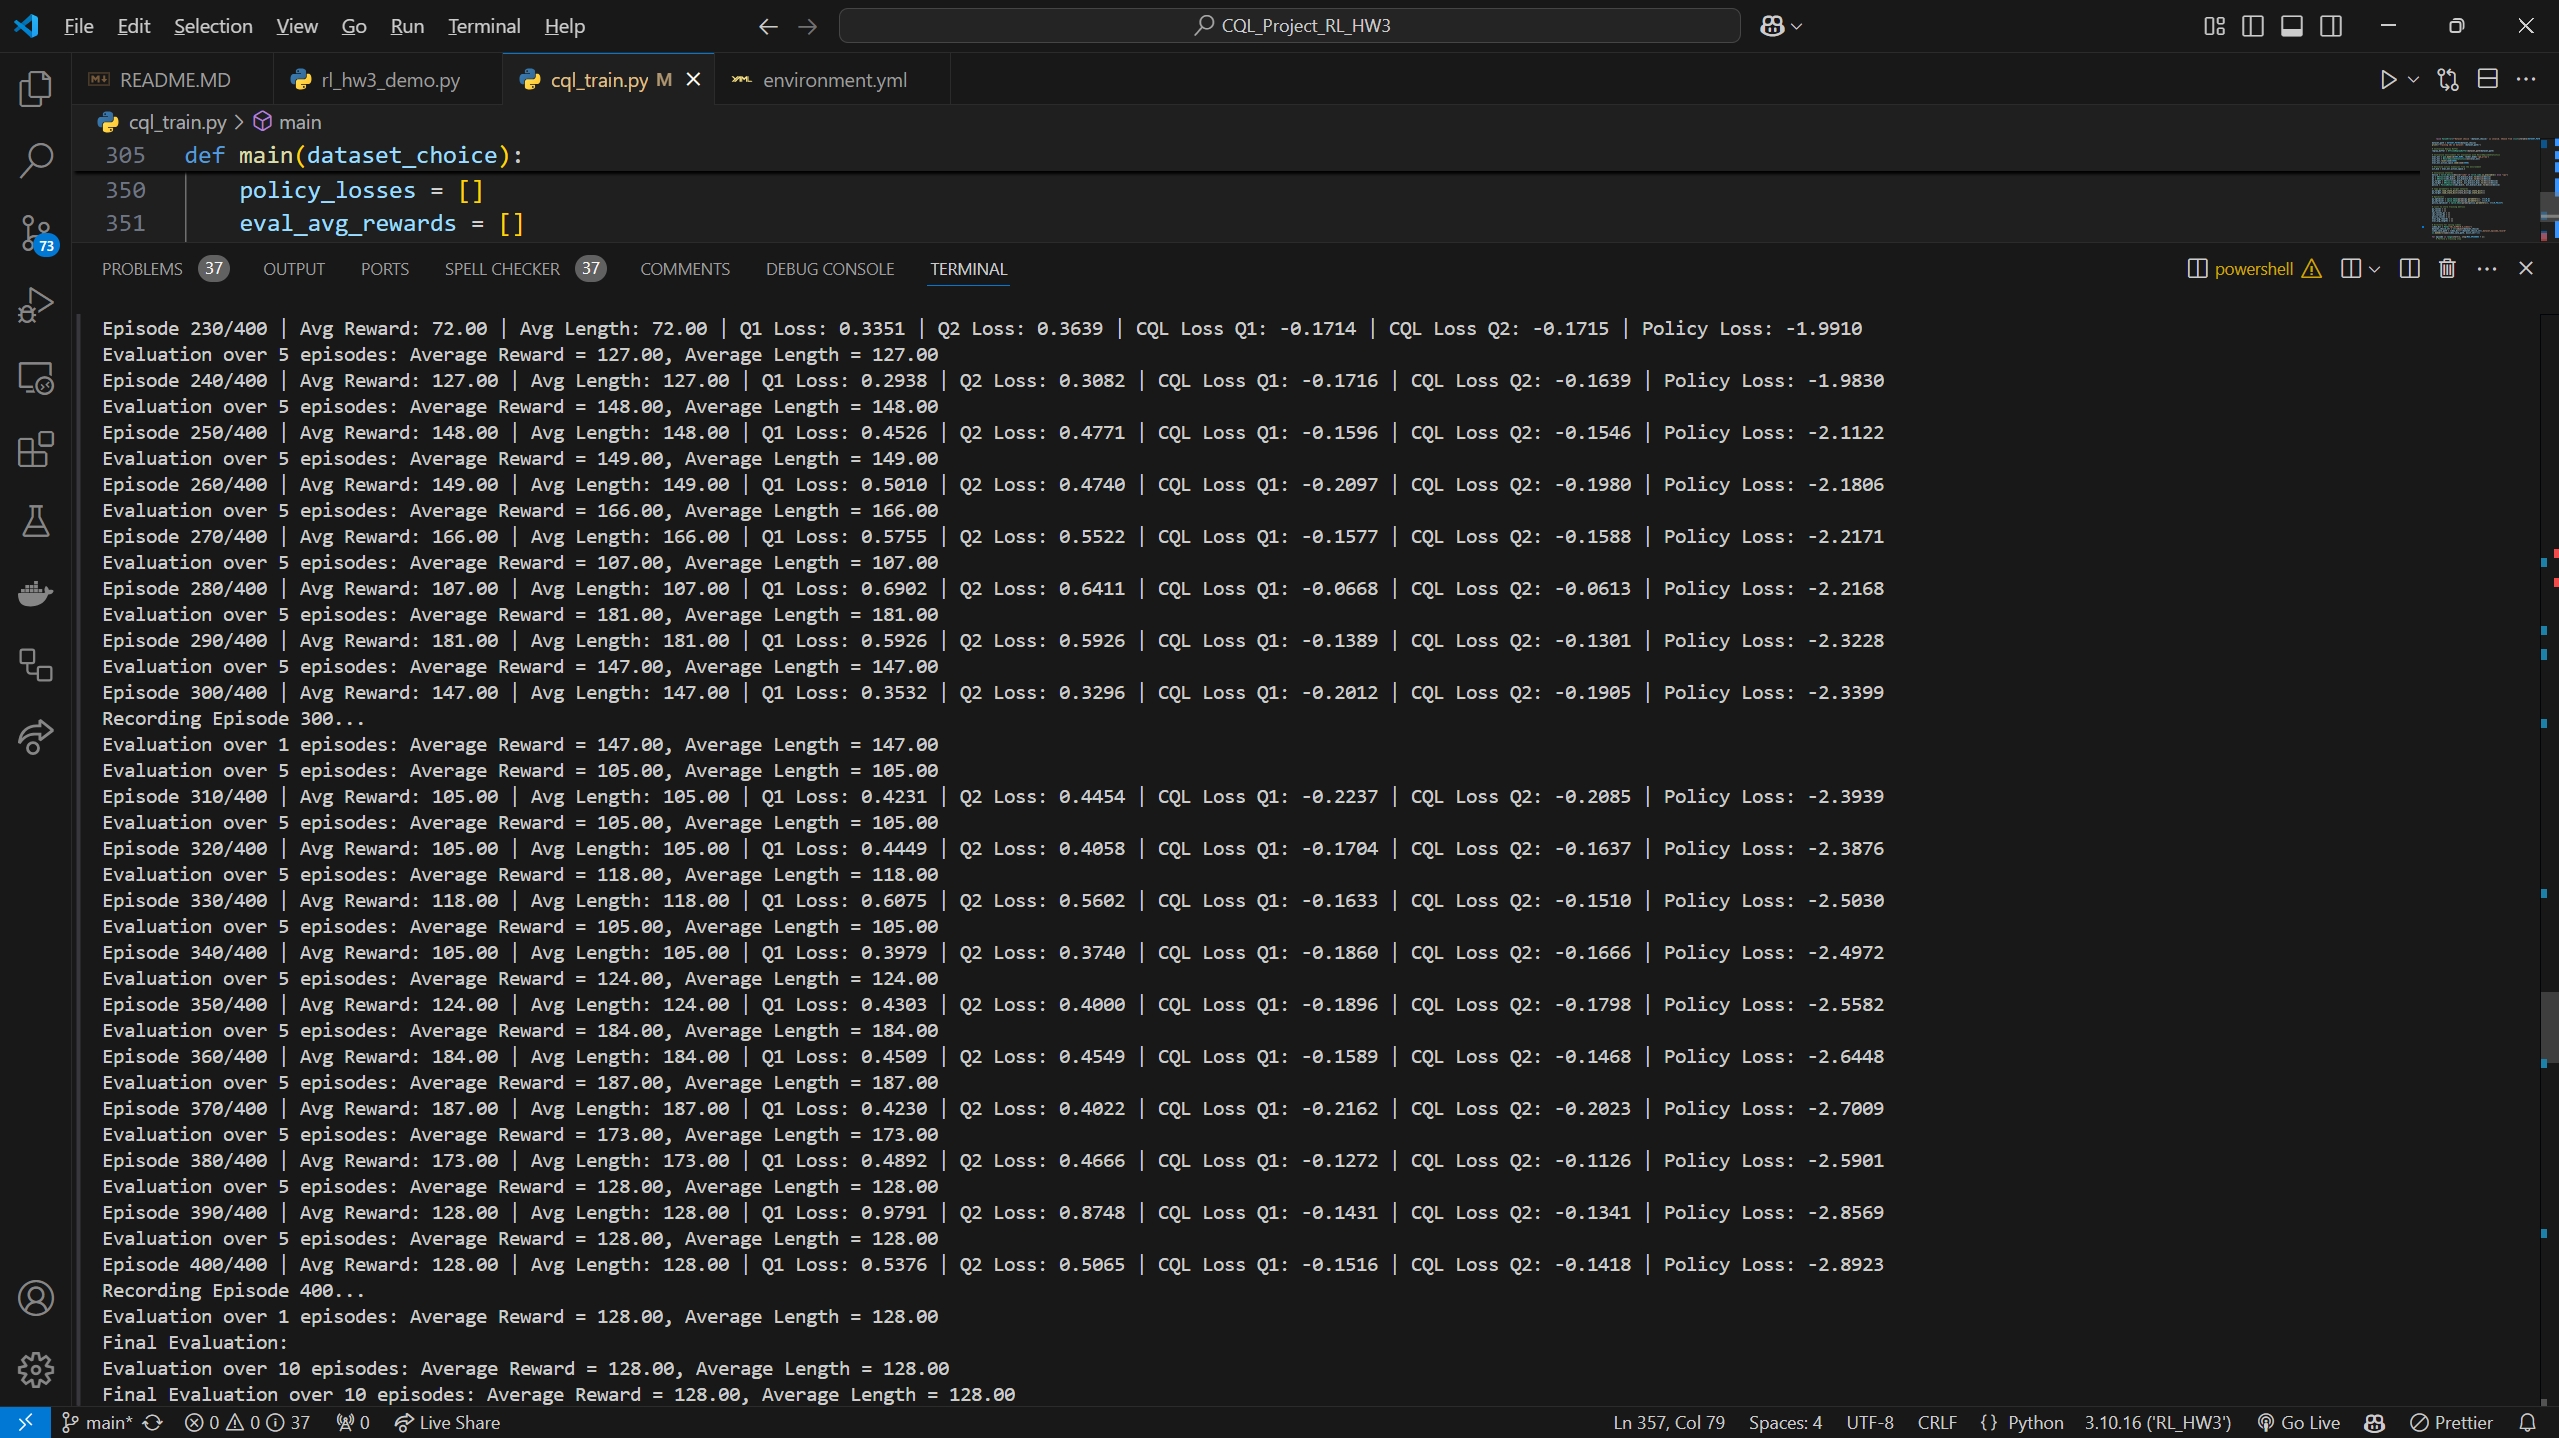 File Edit Selection View Go Run Terminal Help
CQL_Project_RL_HW3
README.MD rl_hw3_demo.py cql_train.py M environment.yml
cql_train.py > main
305 def main(dataset_choice):
350 policy_losses = []
351 eval_avg_rewards = []
PROBLEMS 37 OUTPUT PORTS SPELL CHECKER 37 COMMENTS DEBUG CONSOLE TERMINAL powershell
73
Episode 230/400 | Avg Reward: 72.00 | Avg Length: 72.00 | Q1 Loss: 0.3351 | Q2 Loss: 0.3639 | CQL Loss Q1: -0.1714 | CQL Loss Q2: -0.1715 | Policy Loss: -1.9910
Evaluation over 5 episodes: Average Reward = 127.00, Average Length = 127.00
Episode 240/400 | Avg Reward: 127.00 | Avg Length: 127.00 | Q1 Loss: 0.2938 | Q2 Loss: 0.3082 | CQL Loss Q1: -0.1716 | CQL Loss Q2: -0.1639 | Policy Loss: -1.9830
Evaluation over 5 episodes: Average Reward = 148.00, Average Length = 148.00
Episode 250/400 | Avg Reward: 148.00 | Avg Length: 148.00 | Q1 Loss: 0.4526 | Q2 Loss: 0.4771 | CQL Loss Q1: -0.1596 | CQL Loss Q2: -0.1546 | Policy Loss: -2.1122
Evaluation over 5 episodes: Average Reward = 149.00, Average Length = 149.00
Episode 260/400 | Avg Reward: 149.00 | Avg Length: 149.00 | Q1 Loss: 0.5010 | Q2 Loss: 0.4740 | CQL Loss Q1: -0.2097 | CQL Loss Q2: -0.1980 | Policy Loss: -2.1806
Evaluation over 5 episodes: Average Reward = 166.00, Average Length = 166.00
Episode 270/400 | Avg Reward: 166.00 | Avg Length: 166.00 | Q1 Loss: 0.5755 | Q2 Loss: 0.5522 | CQL Loss Q1: -0.1577 | CQL Loss Q2: -0.1588 | Policy Loss: -2.2171
Evaluation over 5 episodes: Average Reward = 107.00, Average Length = 107.00
Episode 280/400 | Avg Reward: 107.00 | Avg Length: 107.00 | Q1 Loss: 0.6902 | Q2 Loss: 0.6411 | CQL Loss Q1: -0.0668 | CQL Loss Q2: -0.0613 | Policy Loss: -2.2168
Evaluation over 5 episodes: Average Reward = 181.00, Average Length = 181.00
Episode 290/400 | Avg Reward: 181.00 | Avg Length: 181.00 | Q1 Loss: 0.5926 | Q2 Loss: 0.5926 | CQL Loss Q1: -0.1389 | CQL Loss Q2: -0.1301 | Policy Loss: -2.3228
Evaluation over 5 episodes: Average Reward = 147.00, Average Length = 147.00
Episode 300/400 | Avg Reward: 147.00 | Avg Length: 147.00 | Q1 Loss: 0.3532 | Q2 Loss: 0.3296 | CQL Loss Q1: -0.2012 | CQL Loss Q2: -0.1905 | Policy Loss: -2.3399
Recording Episode 300...
Evaluation over 1 episodes: Average Reward = 147.00, Average Length = 147.00
Evaluation over 5 episodes: Average Reward = 105.00, Average Length = 105.00
Episode 310/400 | Avg Reward: 105.00 | Avg Length: 105.00 | Q1 Loss: 0.4231 | Q2 Loss: 0.4454 | CQL Loss Q1: -0.2237 | CQL Loss Q2: -0.2085 | Policy Loss: -2.3939
Evaluation over 5 episodes: Average Reward = 105.00, Average Length = 105.00
Episode 320/400 | Avg Reward: 105.00 | Avg Length: 105.00 | Q1 Loss: 0.4449 | Q2 Loss: 0.4058 | CQL Loss Q1: -0.1704 | CQL Loss Q2: -0.1637 | Policy Loss: -2.3876
Evaluation over 5 episodes: Average Reward = 118.00, Average Length = 118.00
Episode 330/400 | Avg Reward: 118.00 | Avg Length: 118.00 | Q1 Loss: 0.6075 | Q2 Loss: 0.5602 | CQL Loss Q1: -0.1633 | CQL Loss Q2: -0.1510 | Policy Loss: -2.5030
Evaluation over 5 episodes: Average Reward = 105.00, Average Length = 105.00
Episode 340/400 | Avg Reward: 105.00 | Avg Length: 105.00 | Q1 Loss: 0.3979 | Q2 Loss: 0.3740 | CQL Loss Q1: -0.1860 | CQL Loss Q2: -0.1666 | Policy Loss: -2.4972
Evaluation over 5 episodes: Average Reward = 124.00, Average Length = 124.00
Episode 350/400 | Avg Reward: 124.00 | Avg Length: 124.00 | Q1 Loss: 0.4303 | Q2 Loss: 0.4000 | CQL Loss Q1: -0.1896 | CQL Loss Q2: -0.1798 | Policy Loss: -2.5582
Evaluation over 5 episodes: Average Reward = 184.00, Average Length = 184.00
Episode 360/400 | Avg Reward: 184.00 | Avg Length: 184.00 | Q1 Loss: 0.4509 | Q2 Loss: 0.4549 | CQL Loss Q1: -0.1589 | CQL Loss Q2: -0.1468 | Policy Loss: -2.6448
Evaluation over 5 episodes: Average Reward = 187.00, Average Length = 187.00
Episode 370/400 | Avg Reward: 187.00 | Avg Length: 187.00 | Q1 Loss: 0.4230 | Q2 Loss: 0.4022 | CQL Loss Q1: -0.2162 | CQL Loss Q2: -0.2023 | Policy Loss: -2.7009
Evaluation over 5 episodes: Average Reward = 173.00, Average Length = 173.00
Episode 380/400 | Avg Reward: 173.00 | Avg Length: 173.00 | Q1 Loss: 0.4892 | Q2 Loss: 0.4666 | CQL Loss Q1: -0.1272 | CQL Loss Q2: -0.1126 | Policy Loss: -2.5901
Evaluation over 5 episodes: Average Reward = 128.00, Average Length = 128.00
Episode 390/400 | Avg Reward: 128.00 | Avg Length: 128.00 | Q1 Loss: 0.9791 | Q2 Loss: 0.8748 | CQL Loss Q1: -0.1431 | CQL Loss Q2: -0.1341 | Policy Loss: -2.8569
Evaluation over 5 episodes: Average Reward = 128.00, Average Length = 128.00
Episode 400/400 | Avg Reward: 128.00 | Avg Length: 128.00 | Q1 Loss: 0.5376 | Q2 Loss: 0.5065 | CQL Loss Q1: -0.1516 | CQL Loss Q2: -0.1418 | Policy Loss: -2.8923
Recording Episode 400...
Evaluation over 1 episodes: Average Reward = 128.00, Average Length = 128.00
Final Evaluation:
Evaluation over 10 episodes: Average Reward = 128.00, Average Length = 128.00
Final Evaluation over 10 episodes: Average Reward = 128.00, Average Length = 128.00
main* 0 0 37 0 Live Share Ln 357, Col 79 Spaces: 4 UTF-8 CRLF {} Python 3.10.16 ('RL_HW3') Go Live Prettier